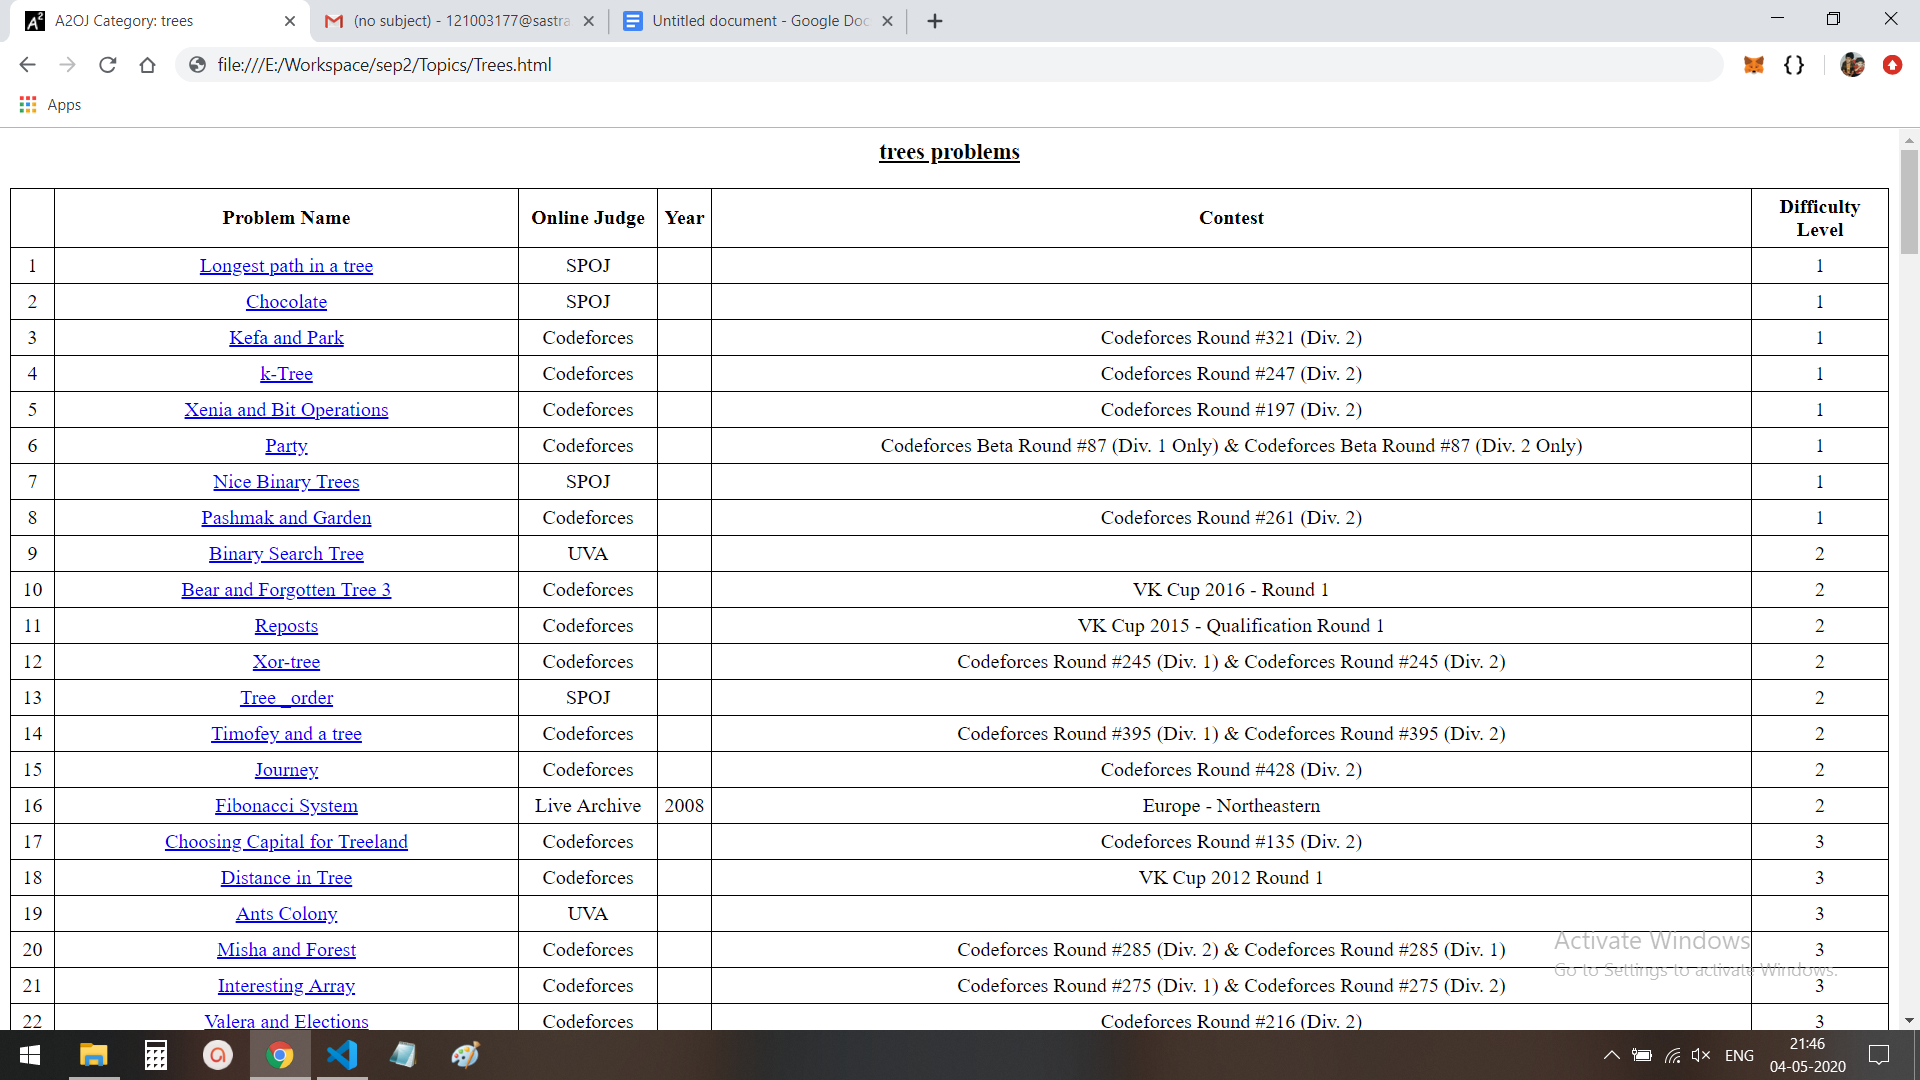 A2OJ Category: trees
(no subject) - 121003177@sastra
Untitled document - Google Doc
file:///E:/Workspace/sep2/Topics/Trees.html
Apps
trees problems
Problem Name Online Judge Year Contest Difficulty Level
1 Longest path in a tree SPOJ 1
2 Chocolate SPOJ 1
3 Kefa and Park Codeforces Codeforces Round #321 (Div. 2) 1
4 k-Tree Codeforces Codeforces Round #247 (Div. 2) 1
5 Xenia and Bit Operations Codeforces Codeforces Round #197 (Div. 2) 1
6 Party Codeforces Codeforces Beta Round #87 (Div. 1 Only) & Codeforces Beta Round #87 (Div. 2 Only) 1
7 Nice Binary Trees SPOJ 1
8 Pashmak and Garden Codeforces Codeforces Round #261 (Div. 2) 1
9 Binary Search Tree UVA 2
10 Bear and Forgotten Tree 3 Codeforces VK Cup 2016 - Round 1 2
11 Reposts Codeforces VK Cup 2015 - Qualification Round 1 2
12 Xor-tree Codeforces Codeforces Round #245 (Div. 1) & Codeforces Round #245 (Div. 2) 2
13 Tree _order SPOJ 2
14 Timofey and a tree Codeforces Codeforces Round #395 (Div. 1) & Codeforces Round #395 (Div. 2) 2
15 Journey Codeforces Codeforces Round #428 (Div. 2) 2
16 Fibonacci System Live Archive 2008 Europe - Northeastern 2
17 Choosing Capital for Treeland Codeforces Codeforces Round #135 (Div. 2) 3
18 Distance in Tree Codeforces VK Cup 2012 Round 1 3
19 Ants Colony UVA 3
20 Misha and Forest Codeforces Codeforces Round #285 (Div. 2) & Codeforces Round #285 (Div. 1) 3
21 Interesting Array Codeforces Codeforces Round #275 (Div. 1) & Codeforces Round #275 (Div. 2) 3
22 Valera and Elections Codeforces Codeforces Round #216 (Div. 2) 3
Activate Windows
Go to Settings to activate Windows.
ENG
21:46
04-05-2020